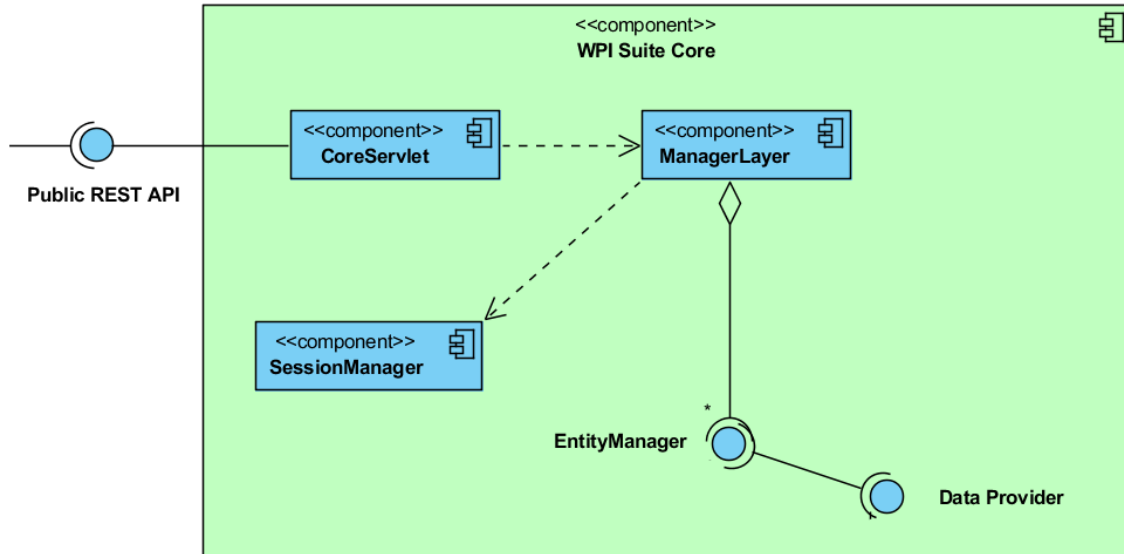 <<component>>
WPI Suite Core
<<component>>
CoreServlet
<<component>>
ManagerLayer
Public REST API
<<component>>
SessionManager
*
EntityManager
Data Provider